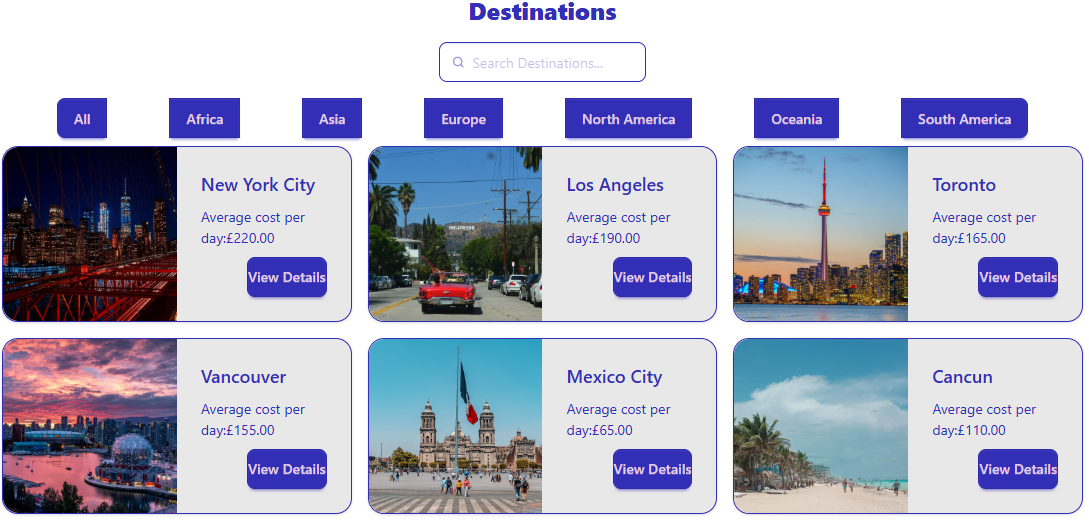 Destinations
Search Destinations...
All Africa Asia Europe North America Oceania South America
New York City
Average cost per
day:£220.00
View Details
Los Angeles
Average cost per
day:£190.00
View Details
Toronto
Average cost per
day:£165.00
View Details
Vancouver
Average cost per
day:£155.00
View Details
Mexico City
Average cost per
day:£65.00
View Details
Cancun
Average cost per
day:£110.00
View Details